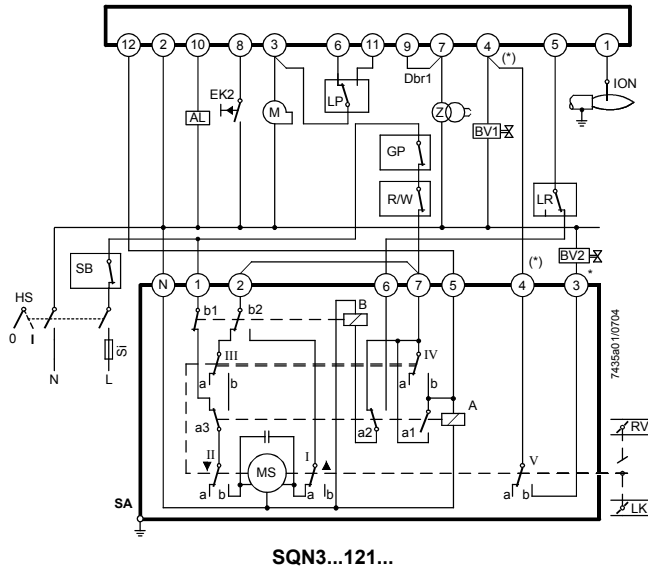 12 2 10 8 3 6 11 9 7 4 (*) 5 1
Dbr1
EK2 LP ION
AL M Z BV1
GP
R/W LR
SB (*) BV2
N 1 2 6 7 5 4 3 *
HS
0 I
Si
N L
b1 b2 B
III IV
a b a b
A
a3 a2 a1
II I V
MS
a b a b a b
SA
RV
LK
7435a01/0704
SQN3...121...